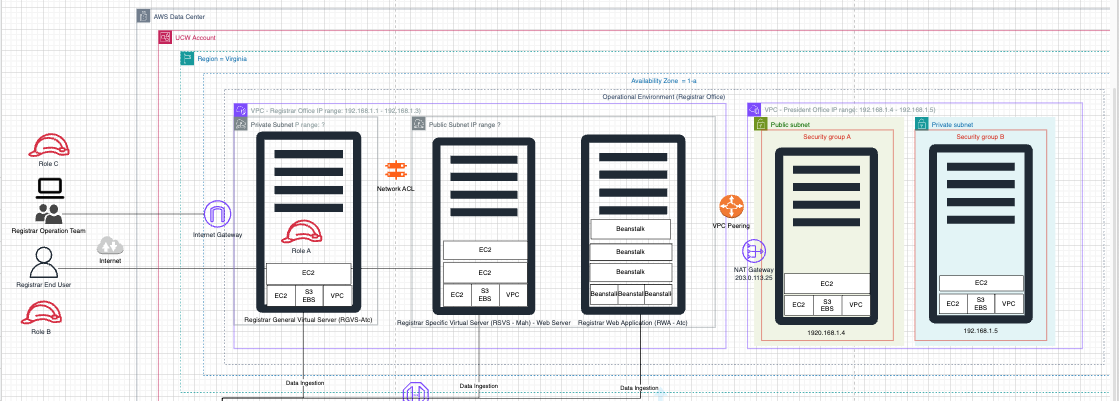 AWS Data Center
UCW Account
Region = Virginia
Availability Zone = 1-a
Operational Environment (Registrar Office)
VPC - Registrar Office IP range: 192.168.1.1 - 192.168.1.3)
VPC - President Office IP range: 192.168.1.4 - 192.168.1.5)
Private Subnet P range: ?
Public Subnet IP range ?
Public subnet
Private subnet
Security group A
Security group B
Role C
Network ACL
Registrar Operation Team
Internet Gateway
Internet
Registrar End User
Role B
Role A
EC2
EC2
S3
EBS
VPC
EC2
EC2
EC2
S3
EBS
VPC
Beanstalk
Beanstalk
Beanstalk
Beanstalk
Beanstalk
Beanstalk
VPC Peering
NAT Gateway
203.0.113.25
EC2
EC2
S3
EBS
VPC
EC2
EC2
S3
EBS
VPC
Registrar General Virtual Server (RGVS-Atc)
Registrar Specific Virtual Server (RSVS - Mah) - Web Server
Registrar Web Application (RWA - Atc)
1920.168.1.4
192.168.1.5
Data Ingestion
Data Ingestion
Data Ingestion